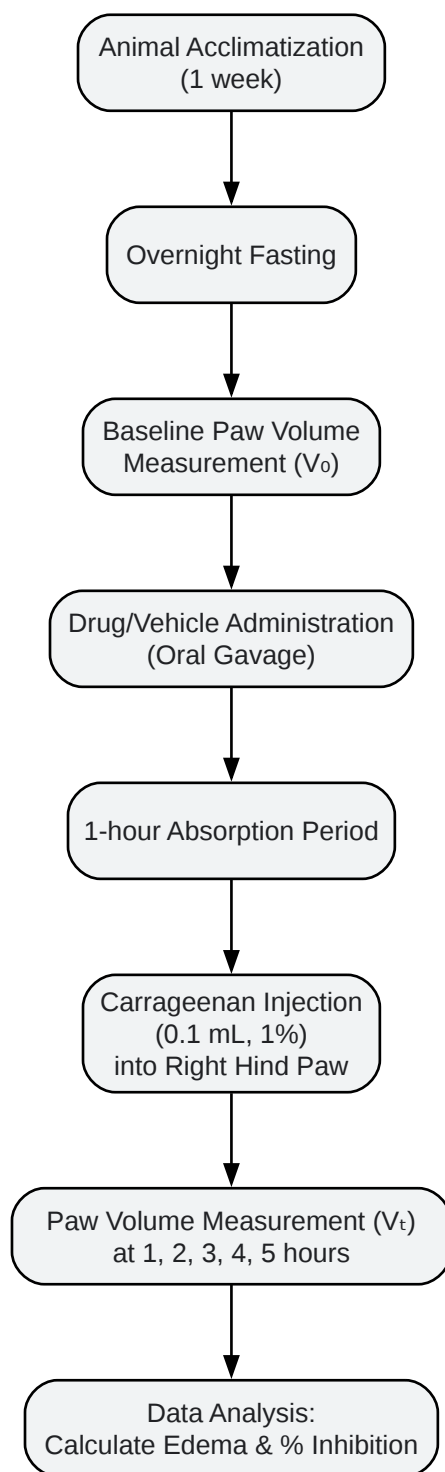 Animal Acclimatization
(1 week)
Overnight Fasting
Baseline Paw Volume
Measurement (V₀)
Drug/Vehicle Administration
(Oral Gavage)
1-hour Absorption Period
Carrageenan Injection
(0.1 mL, 1%)
into Right Hind Paw
Paw Volume Measurement (Vₜ)
at 1, 2, 3, 4, 5 hours
Data Analysis:
Calculate Edema & % Inhibition